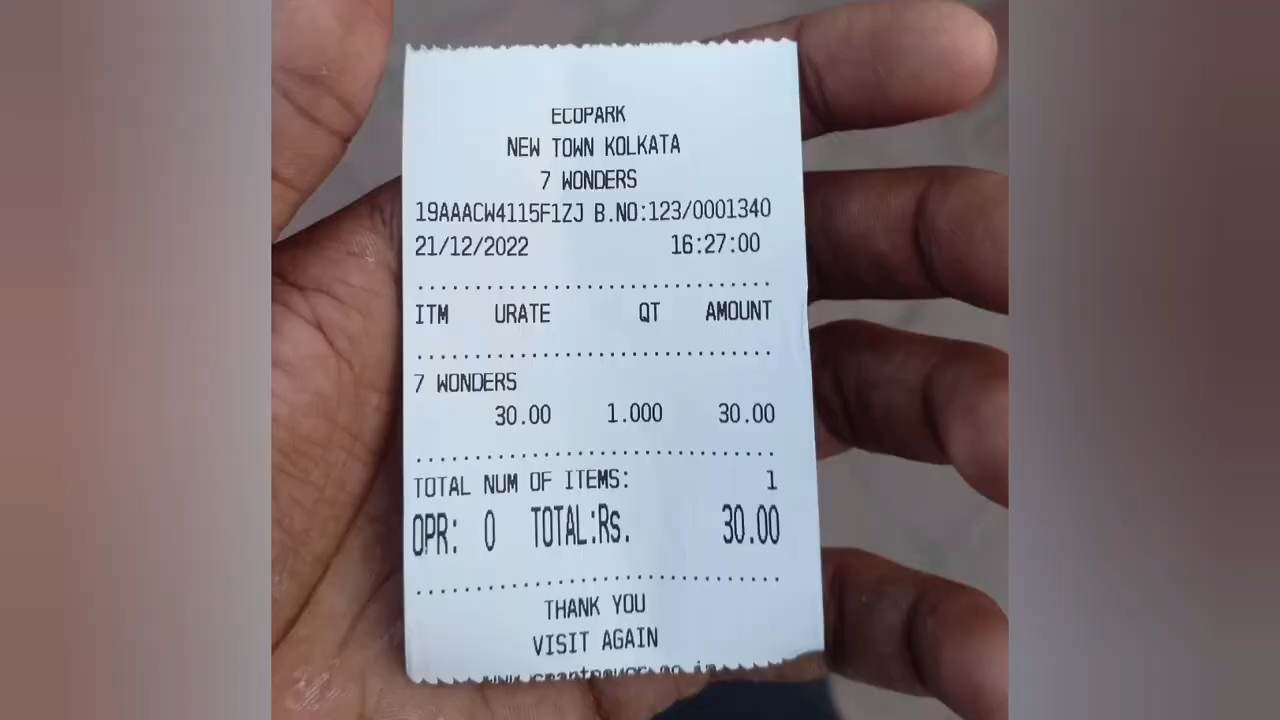 ECOPARK
NEW TOWN KOLKATA
7 WONDERS
19AAACW4115F1ZJ B.NO:123/0001340
21/12/2022 16:27:00
ITM URATE QT AMOUNT
7 WONDERS
30.00 1.000 30.00
TOTAL NUM OF ITEMS: 1
OPR: 0 TOTAL:Rs. 30.00
THANK YOU
VISIT AGAIN